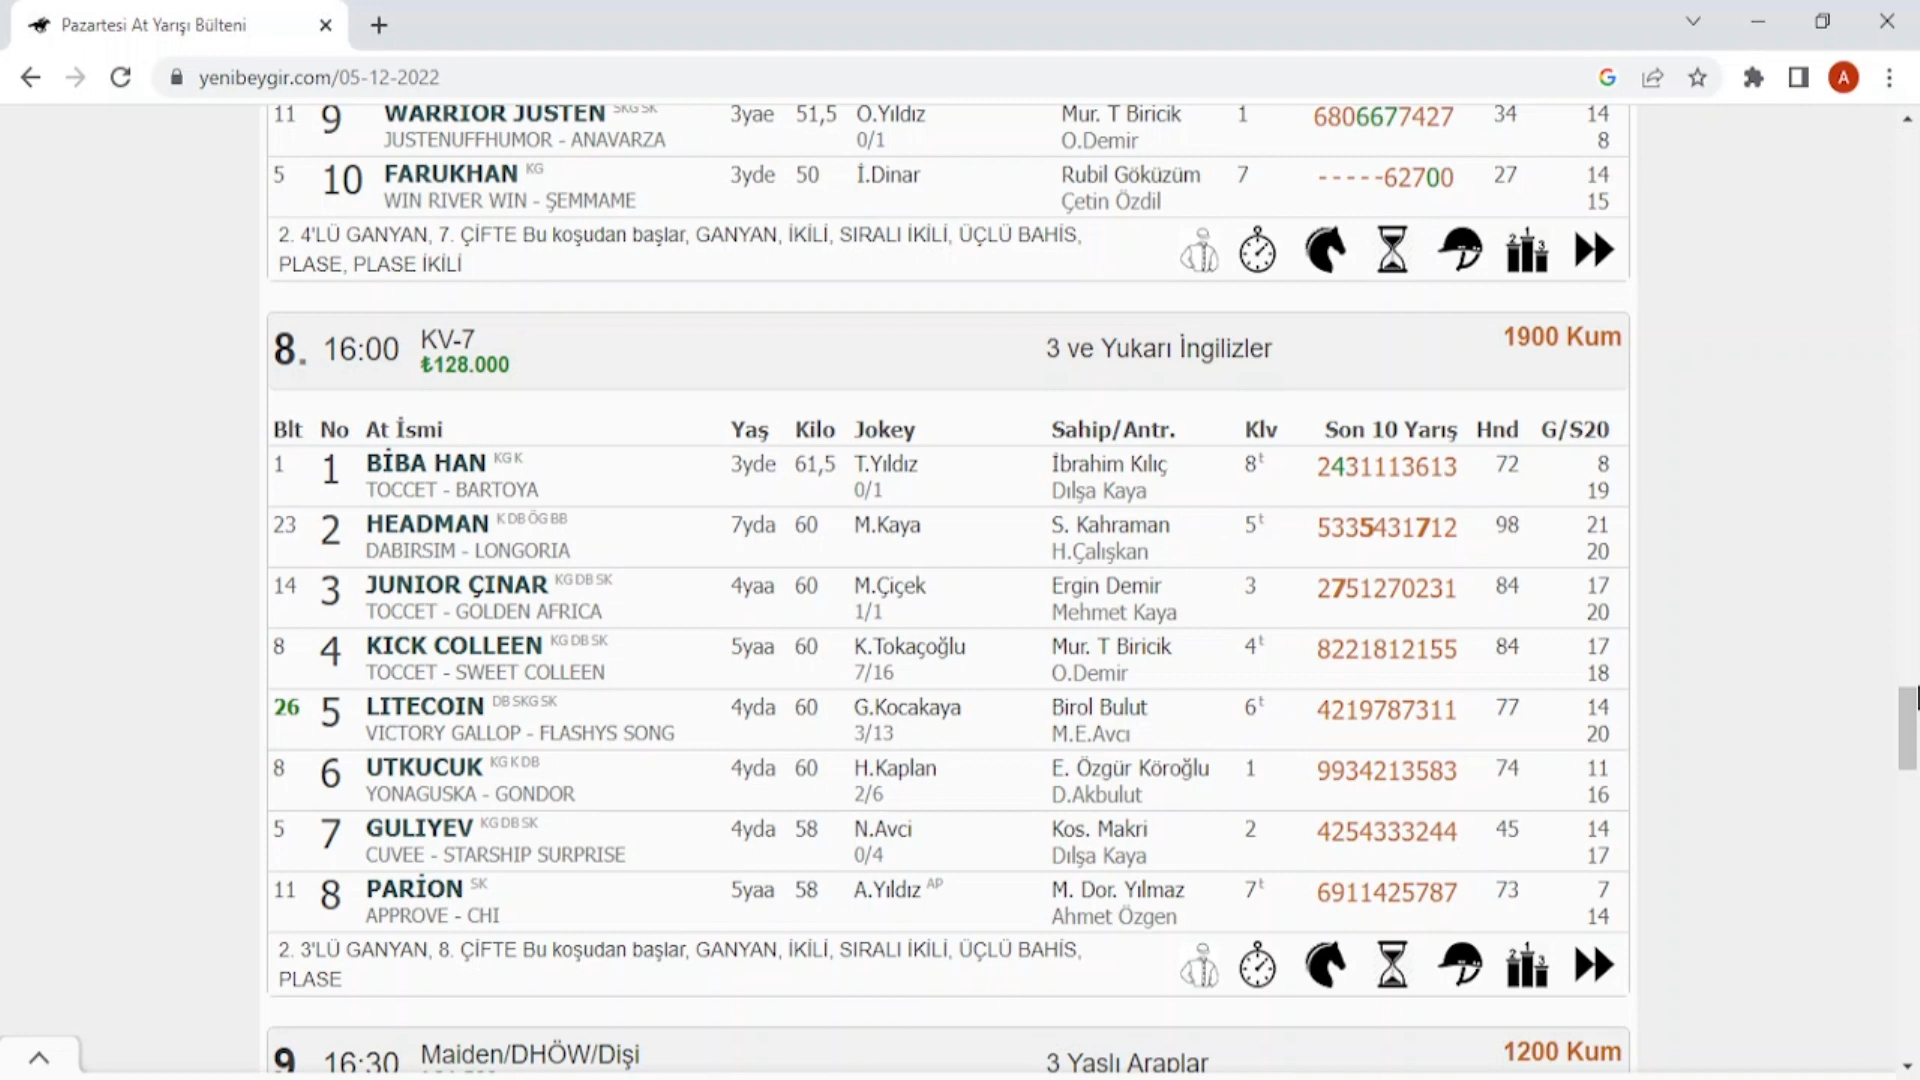 Pazartesi At Yarışı Bülteni
yenibeygir.com/05-12-2022
A
11 9 WARRIOR JUSTEN SKG SK 3yae 51,5 O.Yıldız Mur. T Biricik 1 6806677427 34 14
JUSTENUFFHUMOR - ANAVARZA 0/1 O.Demir 8
5 10 FARUKHAN KG 3yde 50 İ.Dinar Rubil Göküzüm 7 -----62700 27 14
WIN RIVER WIN - ŞEMMAME Çetin Özdil 15
2. 4'LÜ GANYAN, 7. ÇİFTE Bu koşudan başlar, GANYAN, İKİLİ, SIRALI İKİLİ, ÜÇLÜ BAHİS,
PLASE, PLASE İKİLİ
8. 16:00 KV-7 3 ve Yukarı İngilizler 1900 Kum
₺128.000
Blt No At İsmi Yaş Kilo Jokey Sahip/Antr. Klv Son 10 Yarış Hnd G/S20
1 1 BİBA HAN KG K 3yde 61,5 T.Yıldız İbrahim Kılıç 8t 2431113613 72 8
TOCCET - BARTOYA 0/1 Dılşa Kaya 19
23 2 HEADMAN K DB ÖG BB 7yda 60 M.Kaya S. Kahraman 5t 5335431712 98 21
DABIRSIM - LONGORIA H.Çalışkan 20
14 3 JUNIOR ÇINAR KG DB SK 4yaa 60 M.Çiçek Ergin Demir 3 2751270231 84 17
TOCCET - GOLDEN AFRICA 1/1 Mehmet Kaya 20
8 4 KICK COLLEEN KG DB SK 5yaa 60 K.Tokaçoğlu Mur. T Biricik 4t 8221812155 84 17
TOCCET - SWEET COLLEEN 7/16 O.Demir 18
26 5 LITECOIN DB SKG SK 4yda 60 G.Kocakaya Birol Bulut 6t 4219787311 77 14
VICTORY GALLOP - FLASHYS SONG 3/13 M.E.Avcı 20
8 6 UTKUCUK KG K DB 4yda 60 H.Kaplan E. Özgür Köroğlu 1 9934213583 74 11
YONAGUSKA - GONDOR 2/6 D.Akbulut 16
5 7 GULIYEV KG DB SK 4yda 58 N.Avci Kos. Makri 2 4254333244 45 14
CUVEE - STARSHIP SURPRISE 0/4 Dılşa Kaya 17
11 8 PARİON SK 5yaa 58 A.Yıldız AP M. Dor. Yılmaz 7t 6911425787 73 7
APPROVE - CHI Ahmet Özgen 14
2. 3'LÜ GANYAN, 8. ÇİFTE Bu koşudan başlar, GANYAN, İKİLİ, SIRALI İKİLİ, ÜÇLÜ BAHİS,
PLASE
9 16:30 Maiden/DHÖW/Dişi 3 Yaşlı Araplar 1200 Kum